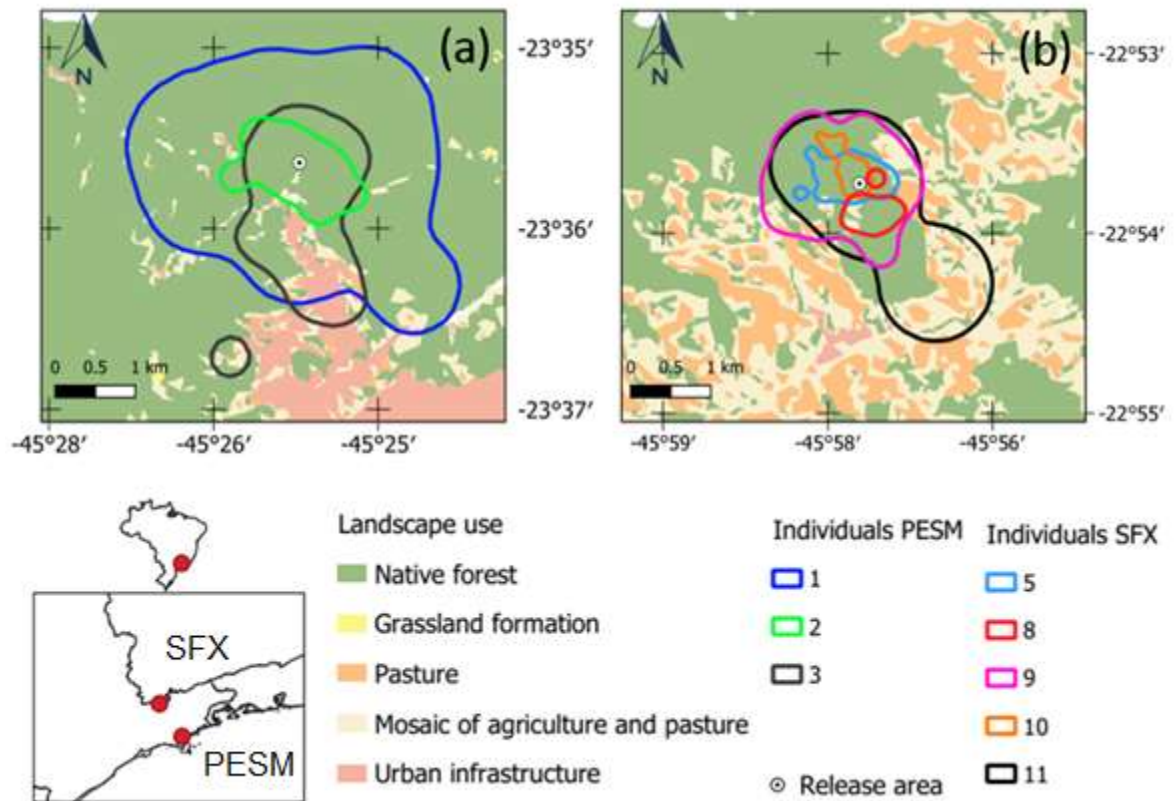 (a)
N
-23°35'
-23°36'
-23°37'
0 0.5 1 km
-45°28' -45°26' -45°25'
(b)
N
-22°53'
-22°54'
-22°55'
0 0.5 1 km
-45°59' -45°57' -45°56'
SFX
PESM
Landscape use
Native forest
Grassland formation
Pasture
Mosaic of agriculture and pasture
Urban infrastructure
Individuals PESM
1
2
3
Release area
Individuals SFX
5
8
9
10
11